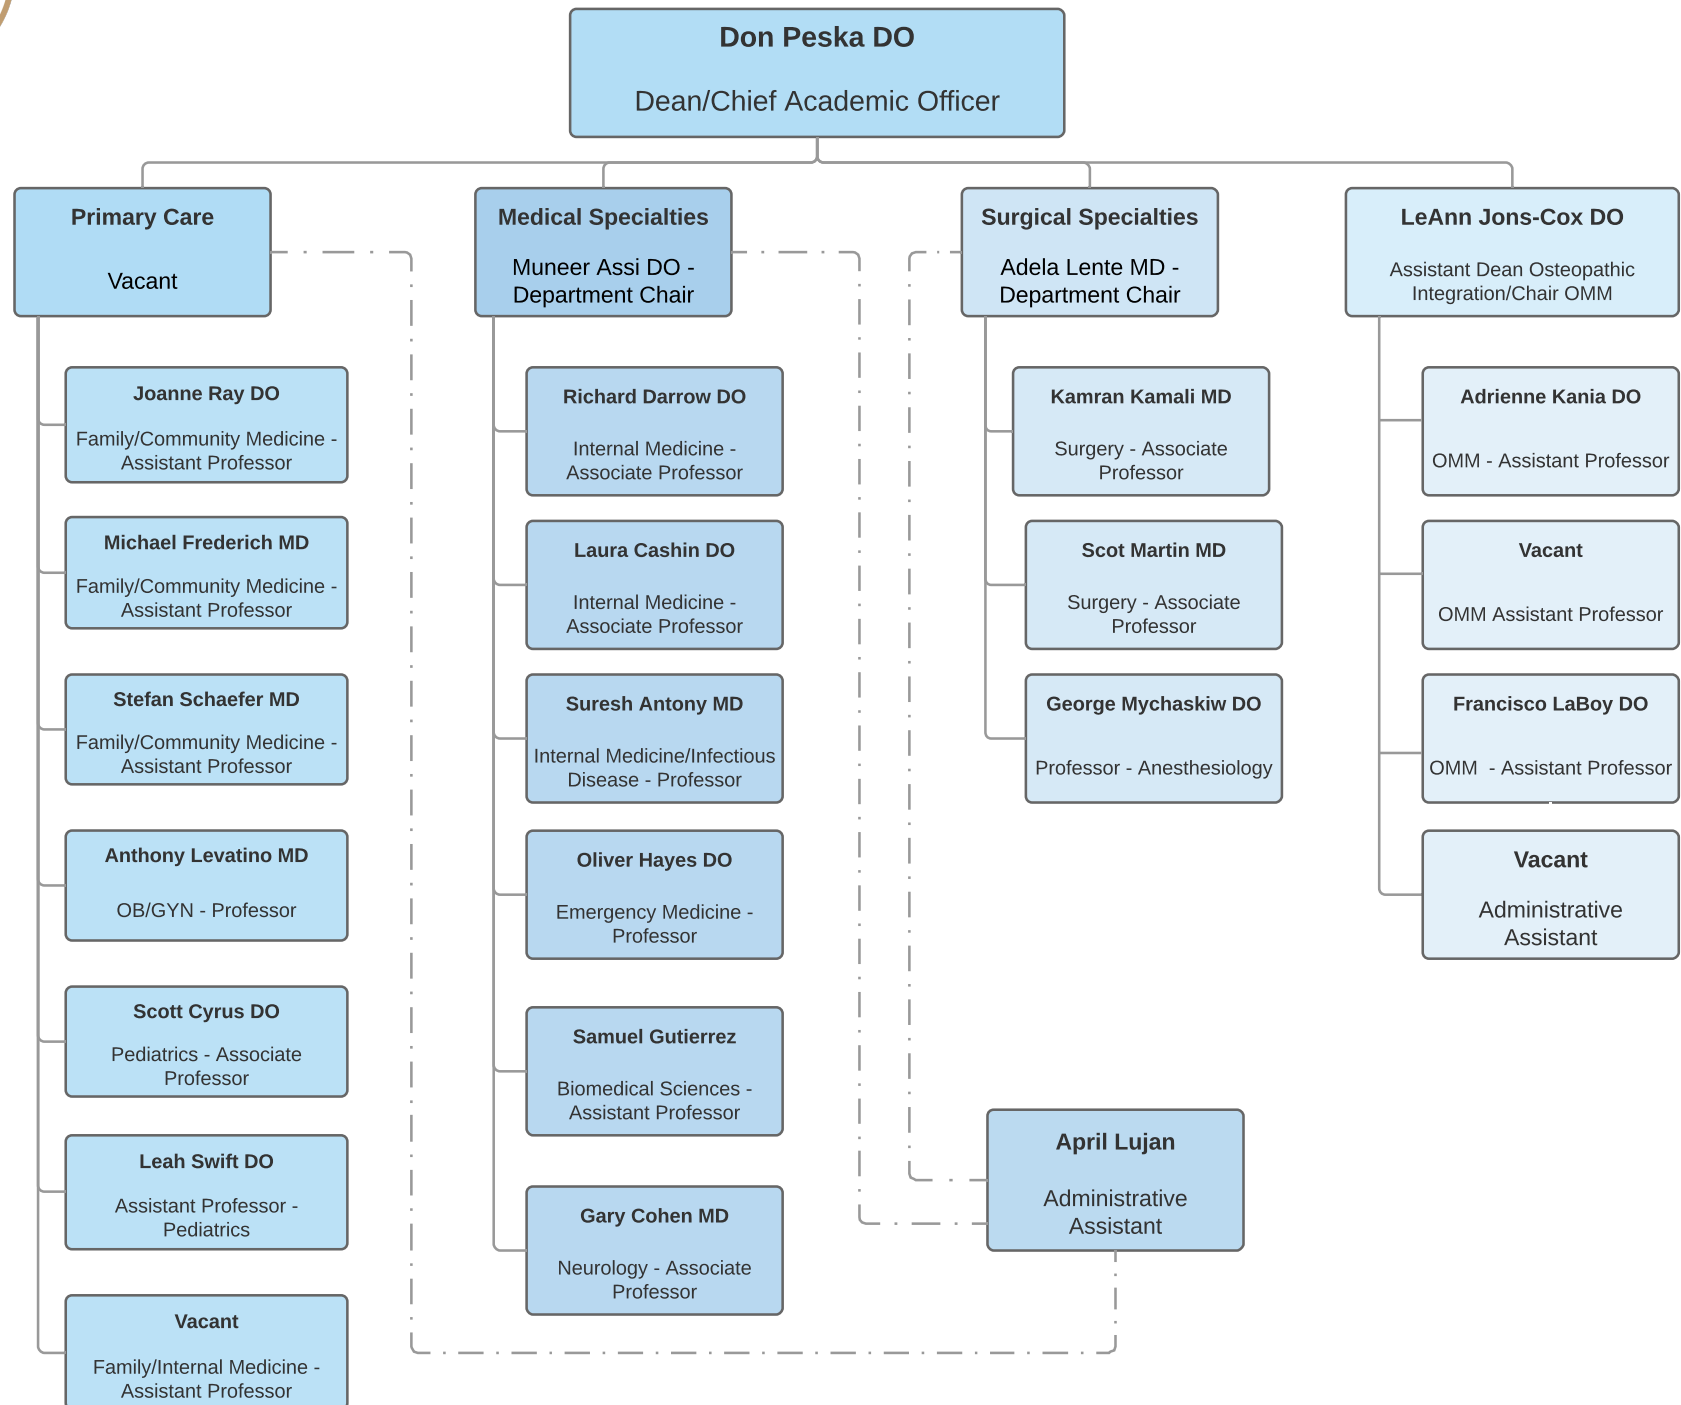 Don Peska DO
Dean/Chief Academic Officer
Primary Care
Vacant
Medical Specialties
Muneer Assi DO -
Department Chair
Surgical Specialties
Adela Lente MD -
Department Chair
LeAnn Jons-Cox DO
Assistant Dean Osteopathic
Integration/Chair OMM
Joanne Ray DO
Family/Community Medicine -
Assistant Professor
Michael Frederich MD
Family/Community Medicine -
Assistant Professor
Stefan Schaefer MD
Family/Community Medicine -
Assistant Professor
Anthony Levatino MD
OB/GYN - Professor
Scott Cyrus DO
Pediatrics - Associate
Professor
Leah Swift DO
Assistant Professor -
Pediatrics
Vacant
Family/Internal Medicine -
Assistant Professor
Richard Darrow DO
Internal Medicine -
Associate Professor
Laura Cashin DO
Internal Medicine -
Associate Professor
Suresh Antony MD
Internal Medicine/Infectious
Disease - Professor
Oliver Hayes DO
Emergency Medicine -
Professor
Samuel Gutierrez
Biomedical Sciences -
Assistant Professor
Gary Cohen MD
Neurology - Associate
Professor
Kamran Kamali MD
Surgery - Associate
Professor
Scot Martin MD
Surgery - Associate
Professor
George Mychaskiw DO
Professor - Anesthesiology
April Lujan
Administrative
Assistant
Adrienne Kania DO
OMM - Assistant Professor
Vacant
OMM Assistant Professor
Francisco LaBoy DO
OMM  - Assistant Professor
Vacant
Administrative
Assistant